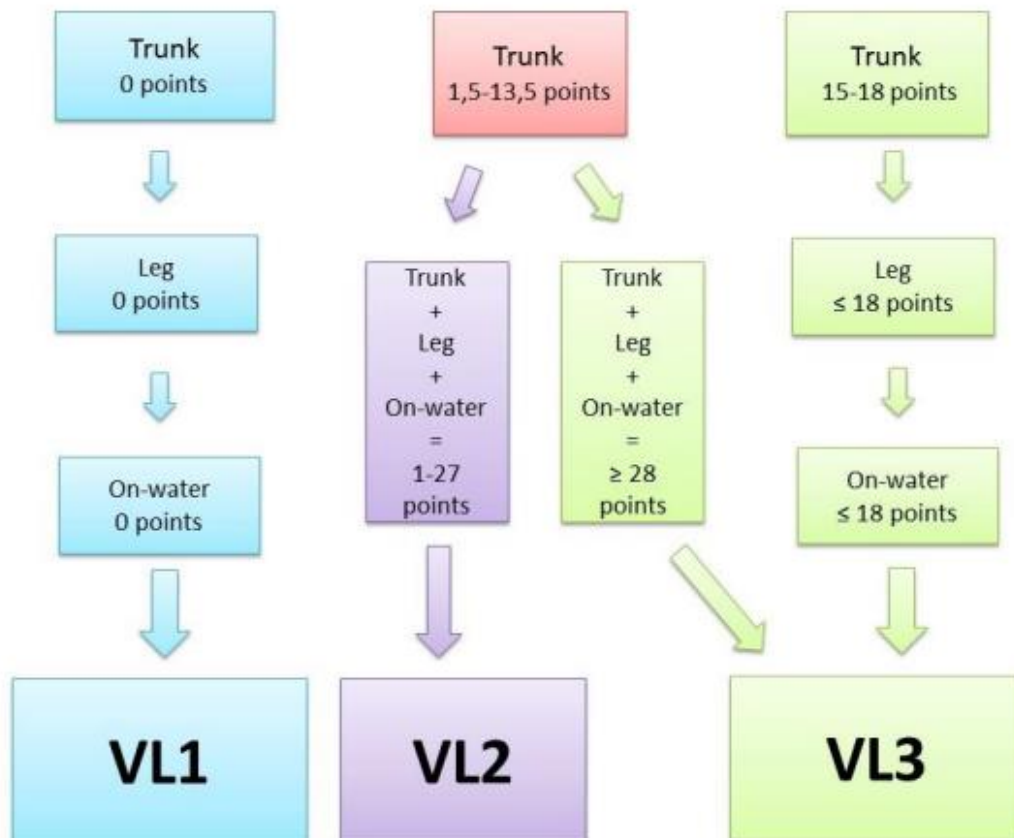 Trunk
0 points
Trunk
1,5-13,5 points
Trunk
15-18 points
Leg
0 points
Trunk
+
Leg
+
On-water
=
1-27
points
Trunk
+
Leg
+
On-water
=
≥ 28
points
Leg
≤ 18 points
On-water
0 points
On-water
≤ 18 points
VL1
VL2
VL3